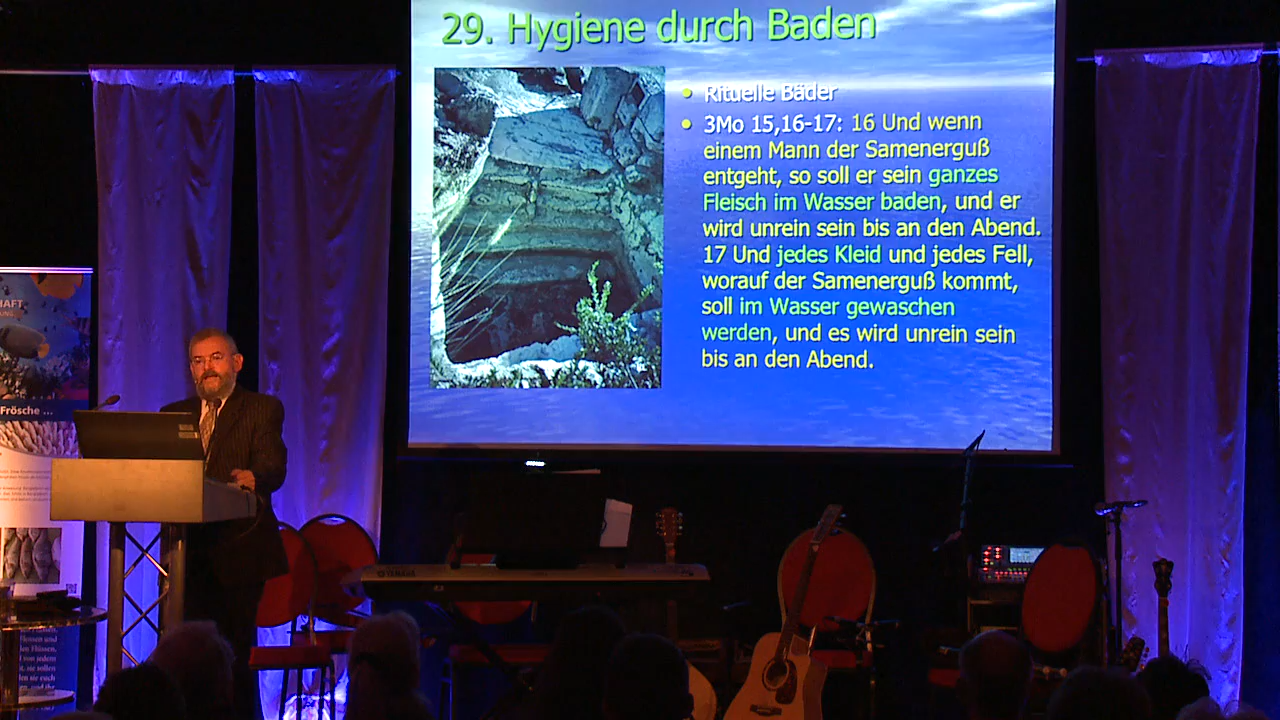 29. Hygiene durch Baden
Rituelle Bäder
3Mo 15,16-17: 16 Und wenn
einem Mann der Samenerguß
entgeht, so soll er sein ganzes
Fleisch im Wasser baden, und er
wird unrein sein bis an den Abend.
17 Und jedes Kleid und jedes Fell,
worauf der Samenerguß kommt,
soll im Wasser gewaschen
werden, und es wird unrein sein
bis an den Abend.
HAFT
Frösche ...
YAMAHA